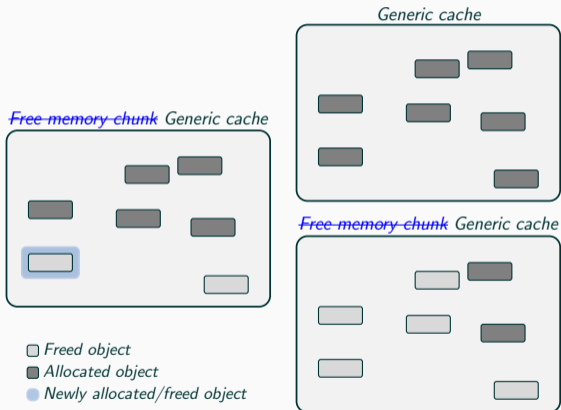 Generic cache
Free memory chunk Generic cache
Free memory chunk Generic cache
Freed object
Allocated object
Newly allocated/freed object